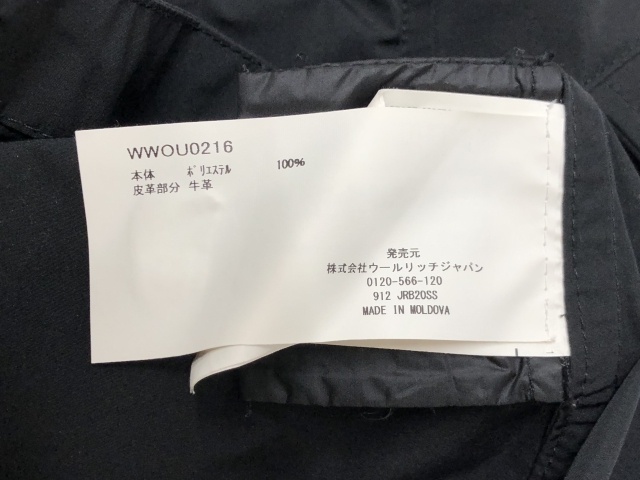 WWOU0216
本体 ﾎﾟﾘｴｽﾃﾙ 100%
皮革部分 牛革
発売元
株式会社ウールリッチジャパン
0120-566-120
912 JRB20SS
MADE IN MOLDOVA